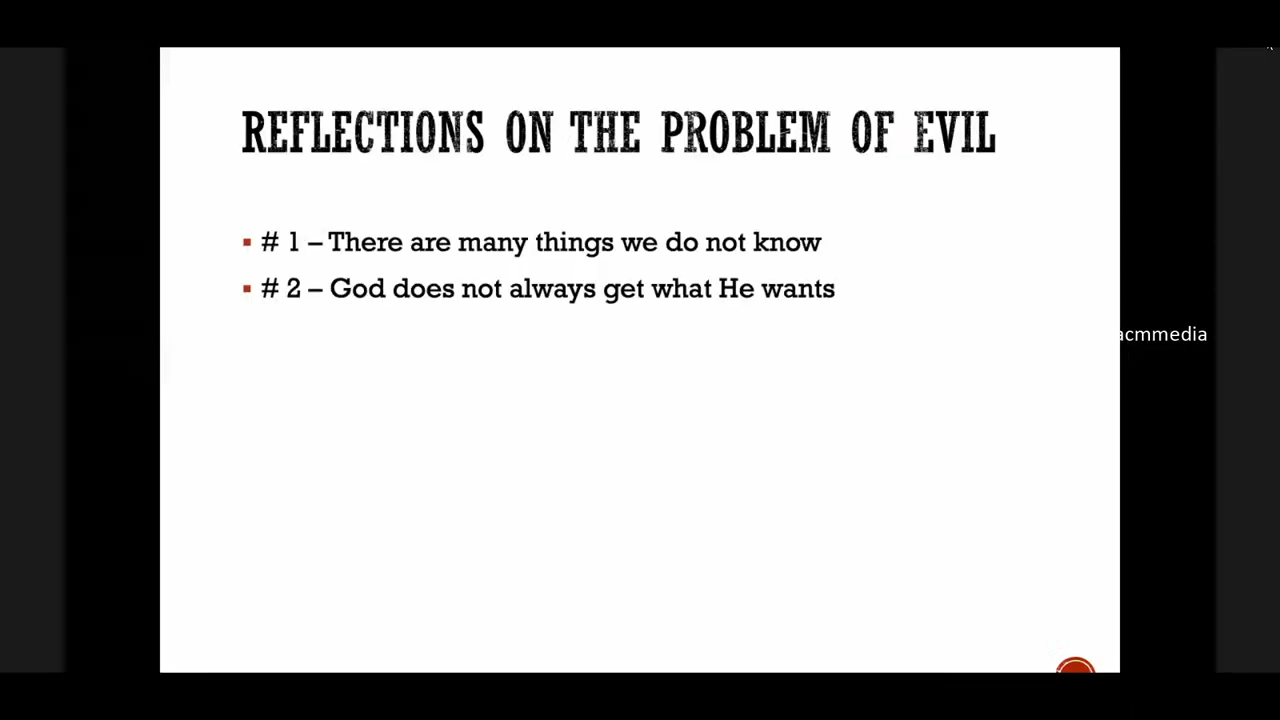 REFLECTIONS ON THE PROBLEM OF EVIL
▪ # 1 – There are many things we do not know
▪ # 2 – God does not always get what He wants
acmmedia